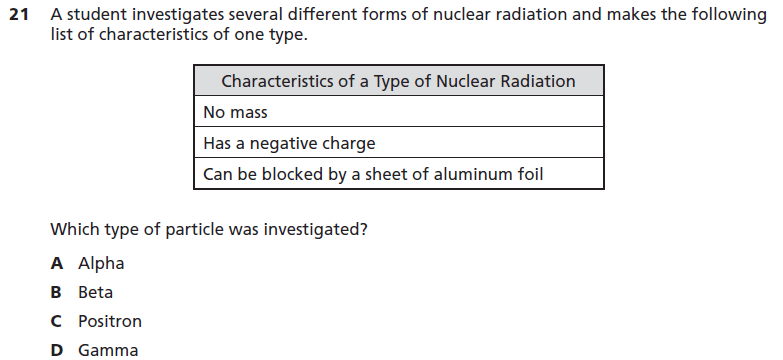 21 A student investigates several different forms of nuclear radiation and makes the following
list of characteristics of one type.
Characteristics of a Type of Nuclear Radiation
No mass
Has a negative charge
Can be blocked by a sheet of aluminum foil
Which type of particle was investigated?
A Alpha
B Beta
C Positron
D Gamma